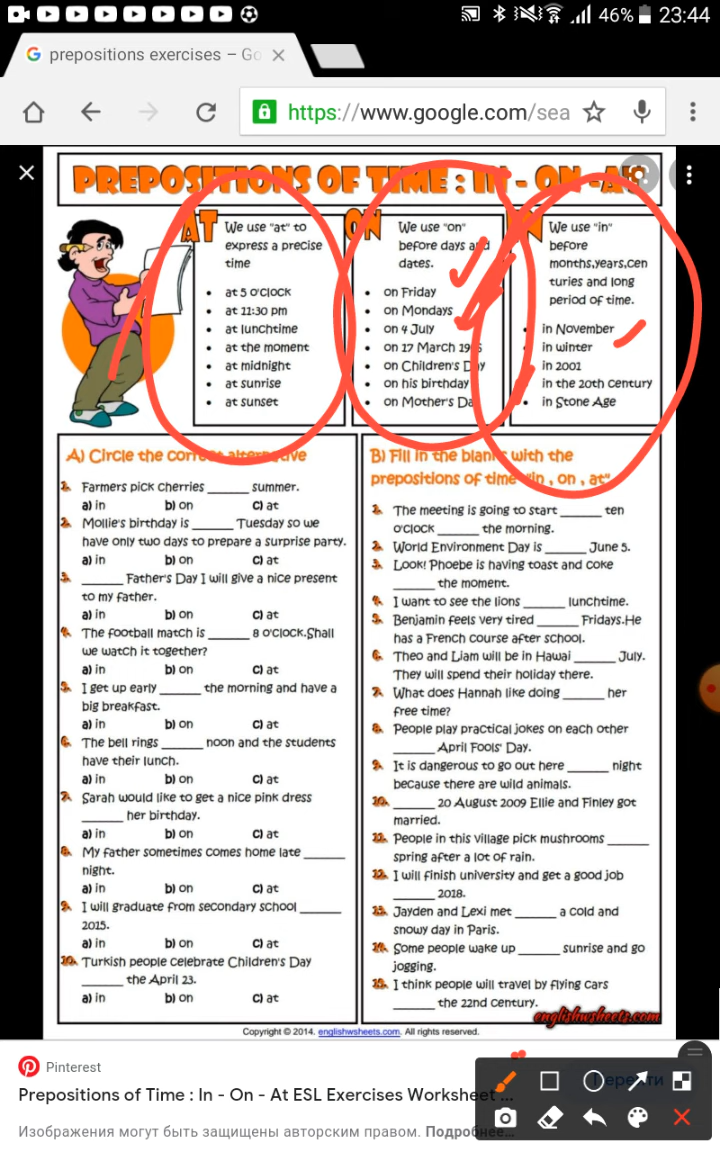 46% 23:44
prepositions exercises – Go
https://www.google.com/sea
PREPOSITIONS OF TIME : IN - ON - AT
AT
We use "at" to
express a precise
time
• at 5 o'clock
• at 11:30 pm
• at lunchtime
• at the moment
• at midnight
• at sunrise
• at sunset
ON
We use "on"
before days and
dates.
• on Friday
• on Mondays
• on 4 July
• on 17 March
• on Children's Day
• on his birthday
• on Mother's Da
We use "in"
before
months,years,cen
turies and long
period of time.
• in November
• in winter
in 2001
in the 20th century
• in Stone Age
A) Circle the correct alternative
1. Farmers pick cherries ______ summer.
a) in b) on c) at
2. Mollie's birthday is ______ Tuesday so we
have only two days to prepare a surprise party.
a) in b) on c) at
3. ______ Father's Day I will give a nice present
to my father.
a) in b) on c) at
4. The football match is ______ 8 o'clock.Shall
we watch it together?
a) in b) on c) at
5. I get up early ______ the morning and have a
big breakfast.
a) in b) on c) at
6. The bell rings ______ noon and the students
have their lunch.
a) in b) on c) at
7. Sarah would like to get a nice pink dress
______ her birthday.
a) in b) on c) at
8. My father sometimes comes home late ______
night.
a) in b) on c) at
9. I will graduate from secondary school ______
2015.
a) in b) on c) at
10. Turkish people celebrate Children's Day
______ the April 23.
a) in b) on c) at
B) Fill in the blanks with the
prepositions of time "in , on , at"
1. The meeting is going to start ______ ten
o'clock ______ the morning.
2. World Environment Day is ______ June 5.
3. Look! Phoebe is having toast and coke
______ the moment.
4. I want to see the lions ______ lunchtime.
5. Benjamin feels very tired ______ Fridays.He
has a French course after school.
6. Theo and Liam will be in Hawai ______ July.
They will spend their holiday there.
7. What does Hannah like doing ______ her
free time?
8. People play practical jokes on each other
______ April Fools' Day.
9. It is dangerous to go out here ______ night
because there are wild animals.
10. ______ 20 August 2009 Ellie and Finley got
married.
11. People in this village pick mushrooms ______
spring after a lot of rain.
12. I will finish university and get a good job
______ 2018.
13. Jayden and Lexi met ______ a cold and
snowy day in Paris.
14. Some people wake up ______ sunrise and go
jogging.
15. I think people will travel by flying cars
______ the 22nd century.
englishwsheets.com
Copyright © 2014. englishwsheets.com. All rights reserved.
Pinterest
Prepositions of Time : In - On - At ESL Exercises Worksheet ...
Изображения могут быть защищены авторским правом. Подробнее...